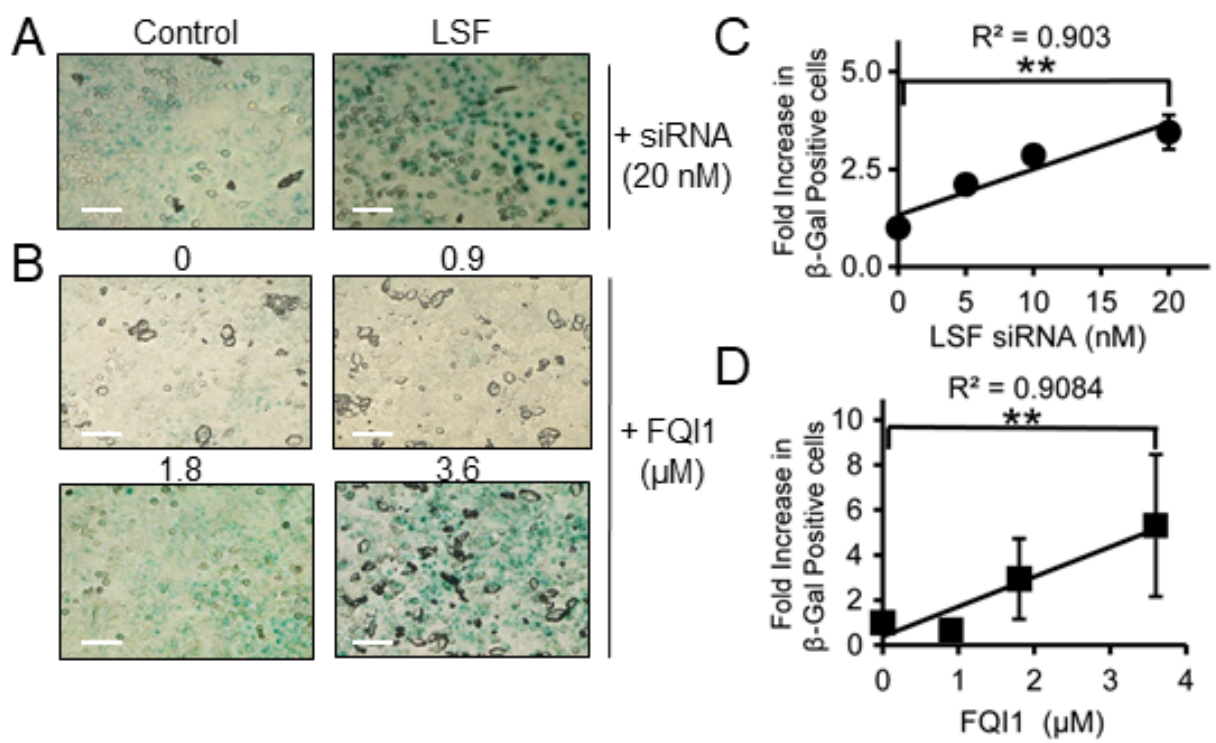 A
Control
LSF
+ siRNA
(20 nM)
B
0
0.9
1.8
3.6
+ FQI1
(µM)
C
R² = 0.903
**
Fold Increase in
β-Gal Positive cells
5.0
2.5
0.0
0 5 10 15 20
LSF siRNA (nM)
D
R² = 0.9084
**
Fold Increase in
β-Gal Positive cells
10
8
6
4
2
0
0 1 2 3 4
FQI1 (µM)